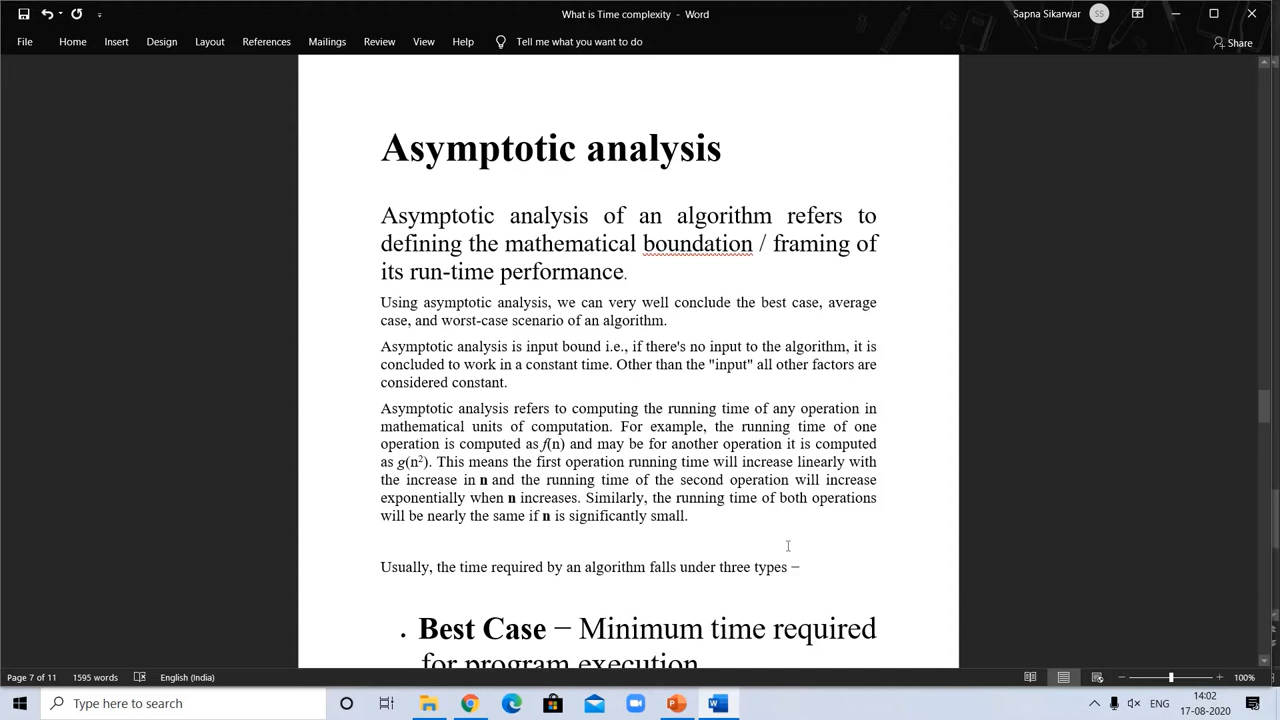 What is Time complexity - Word
Sapna Sikarwar SS
File Home Insert Design Layout References Mailings Review View Help Tell me what you want to do Share
Asymptotic analysis
Asymptotic analysis of an algorithm refers to
defining the mathematical boundation / framing of
its run-time performance.
Using asymptotic analysis, we can very well conclude the best case, average
case, and worst-case scenario of an algorithm.
Asymptotic analysis is input bound i.e., if there's no input to the algorithm, it is
concluded to work in a constant time. Other than the "input" all other factors are
considered constant.
Asymptotic analysis refers to computing the running time of any operation in
mathematical units of computation. For example, the running time of one
operation is computed as f(n) and may be for another operation it is computed
as g(n²). This means the first operation running time will increase linearly with
the increase in n and the running time of the second operation will increase
exponentially when n increases. Similarly, the running time of both operations
will be nearly the same if n is significantly small.
Usually, the time required by an algorithm falls under three types −
• Best Case − Minimum time required
for program execution
Page 7 of 11 1595 words English (India) 100%
Type here to search
ENG
14:02
17-08-2020